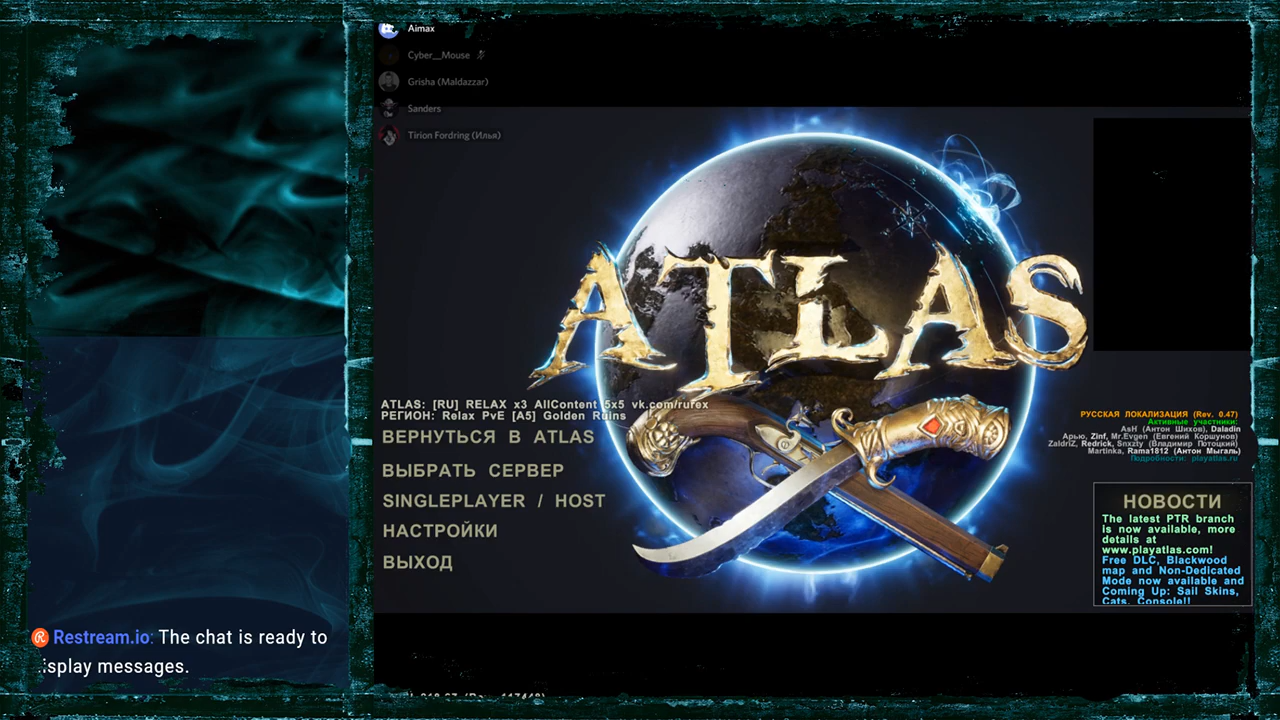 Aimax
Cyber__Mouse
Grisha (Maldazzar)
Sanders
Tirion Fordring (Илья)
ATLAS
ATLAS: [RU] RELAX x3 AllContent 5x5 vk.com/rurex
РЕГИОН: Relax PvE [A5] Golden Ruins
ВЕРНУТЬСЯ В ATLAS
ВЫБРАТЬ СЕРВЕР
SINGLEPLAYER / HOST
НАСТРОЙКИ
ВЫХОД
РУССКАЯ ЛОКАЛИЗАЦИЯ (Rev. 0.47)
Активные участники:
AsH (Антон Шихов), Daladin
Арью, Zinf, Mr.Evgen (Евгений Коршунов)
ZaldriZ, Redrick, Snxzty (Владимир Потоцкий)
Martinka, Rama1812 (Антон Мыгаль)
Подробности: playatlas.ru
НОВОСТИ
The latest PTR branch
is now available, more
details at
www.playatlas.com!
Free DLC, Blackwood
map and Non-Dedicated
Mode now available and
Coming Up: Sail Skins,
Cats, Console!!
Restream.io: The chat is ready to
display messages.